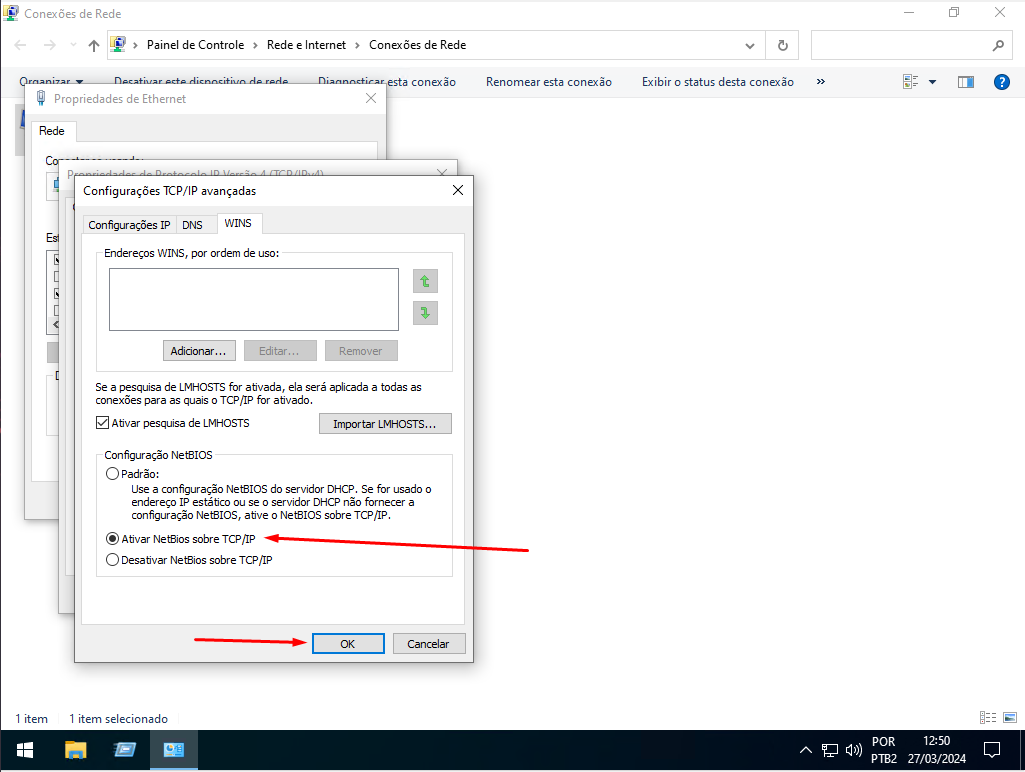 Conexões de Rede
Painel de Controle
Rede e Internet
Conexões de Rede
Organizar
Desativar este dispositivo de rede
Diagnosticar esta conexão
Renomear esta conexão
Exibir o status desta conexão
»
Propriedades de Ethernet
Rede
Conectar-se usando:
Propriedades de Protocolo IP Versão 4 (TCP/IPv4)
Configurações TCP/IP avançadas
Configurações IP
DNS
WINS
Endereços WINS, por ordem de uso:
Adicionar...
Editar...
Remover
Se a pesquisa de LMHOSTS for ativada, ela será aplicada a todas as
conexões para as quais o TCP/IP for ativado.
Ativar pesquisa de LMHOSTS
Importar LMHOSTS...
Configuração NetBIOS
Padrão:
Use a configuração NetBIOS do servidor DHCP. Se for usado o
endereço IP estático ou se o servidor DHCP não fornecer a
configuração NetBIOS, ative o NetBIOS sobre TCP/IP.
Ativar NetBios sobre TCP/IP
Desativar NetBios sobre TCP/IP
OK
Cancelar
1 item
1 item selecionado
POR
PTB2
12:50
27/03/2024